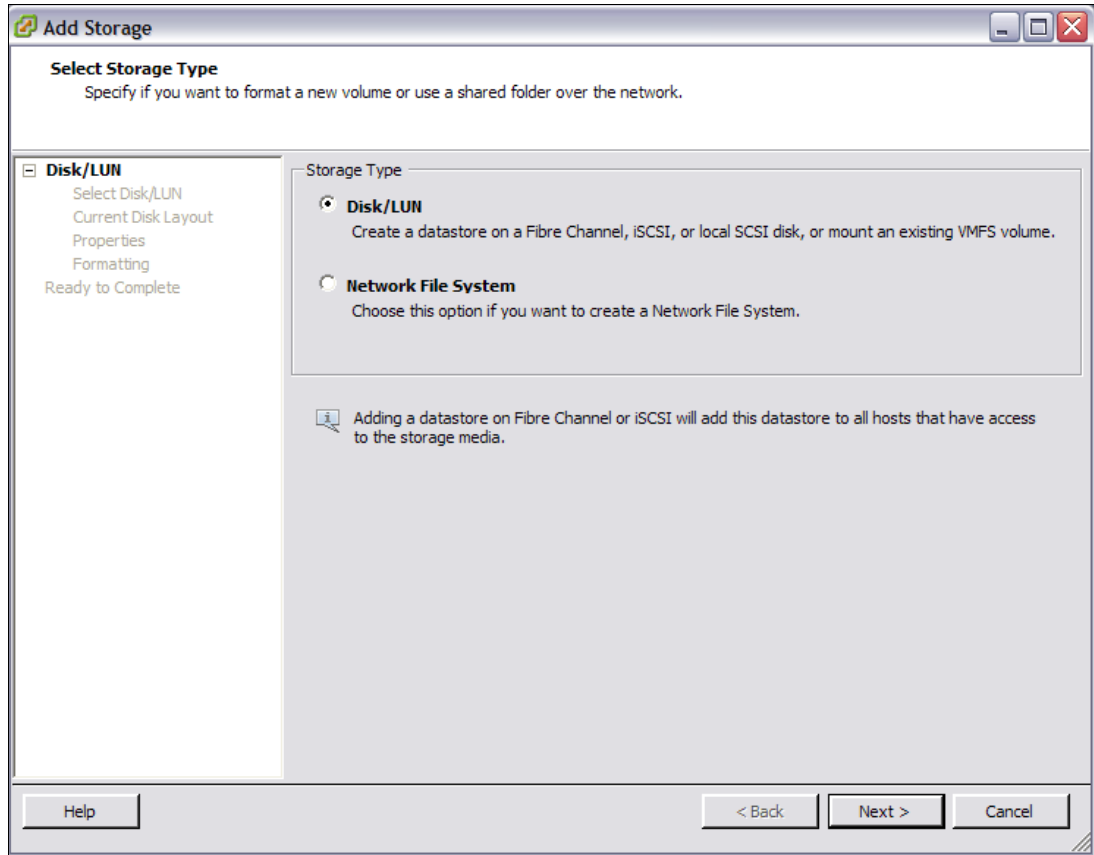 Add Storage
Select Storage Type
Specify if you want to format a new volume or use a shared folder over the network.
Disk/LUN
Select Disk/LUN
Current Disk Layout
Properties
Formatting
Ready to Complete
Storage Type
Disk/LUN
Create a datastore on a Fibre Channel, iSCSI, or local SCSI disk, or mount an existing VMFS volume.
Network File System
Choose this option if you want to create a Network File System.
Adding a datastore on Fibre Channel or iSCSI will add this datastore to all hosts that have access
to the storage media.
Help
< Back
Next >
Cancel